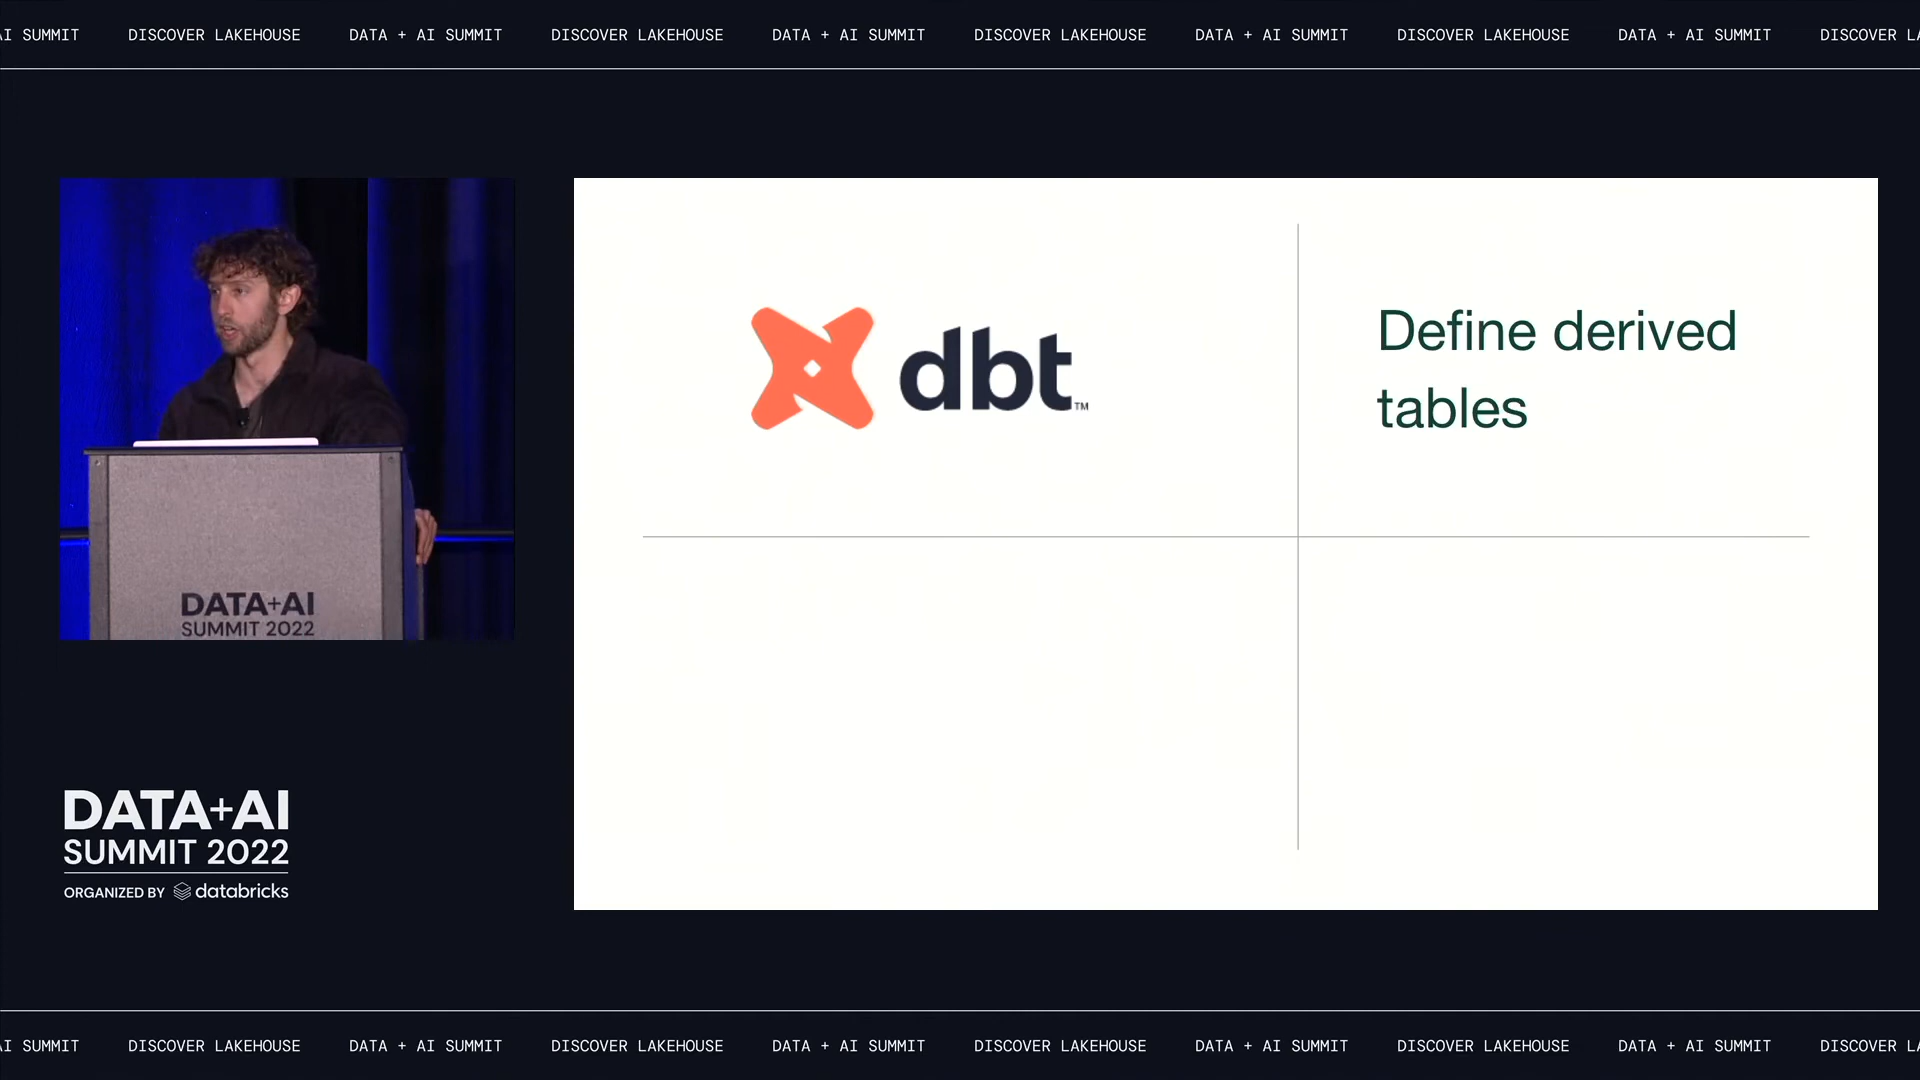 AI SUMMIT DISCOVER LAKEHOUSE DATA + AI SUMMIT DISCOVER LAKEHOUSE DATA + AI SUMMIT DISCOVER LAKEHOUSE DATA + AI SUMMIT DISCOVER LAKEHOUSE DATA + AI SUMMIT DISCOVER LA
DATA+AI
SUMMIT 2022
dbt™
Define derived
tables
DATA+AI
SUMMIT 2022
ORGANIZED BY databricks
AI SUMMIT DISCOVER LAKEHOUSE DATA + AI SUMMIT DISCOVER LAKEHOUSE DATA + AI SUMMIT DISCOVER LAKEHOUSE DATA + AI SUMMIT DISCOVER LAKEHOUSE DATA + AI SUMMIT DISCOVER LA